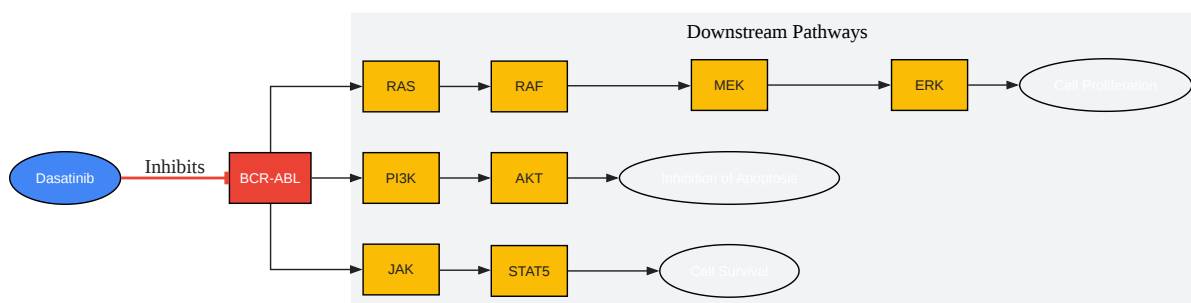 Downstream Pathways
RAS
RAF
MEK
ERK
Cell Proliferation
Inhibits
Dasatinib
BCR-ABL
PI3K
AKT
Inhibition of Apoptosis
JAK
STAT5
Cell Survival